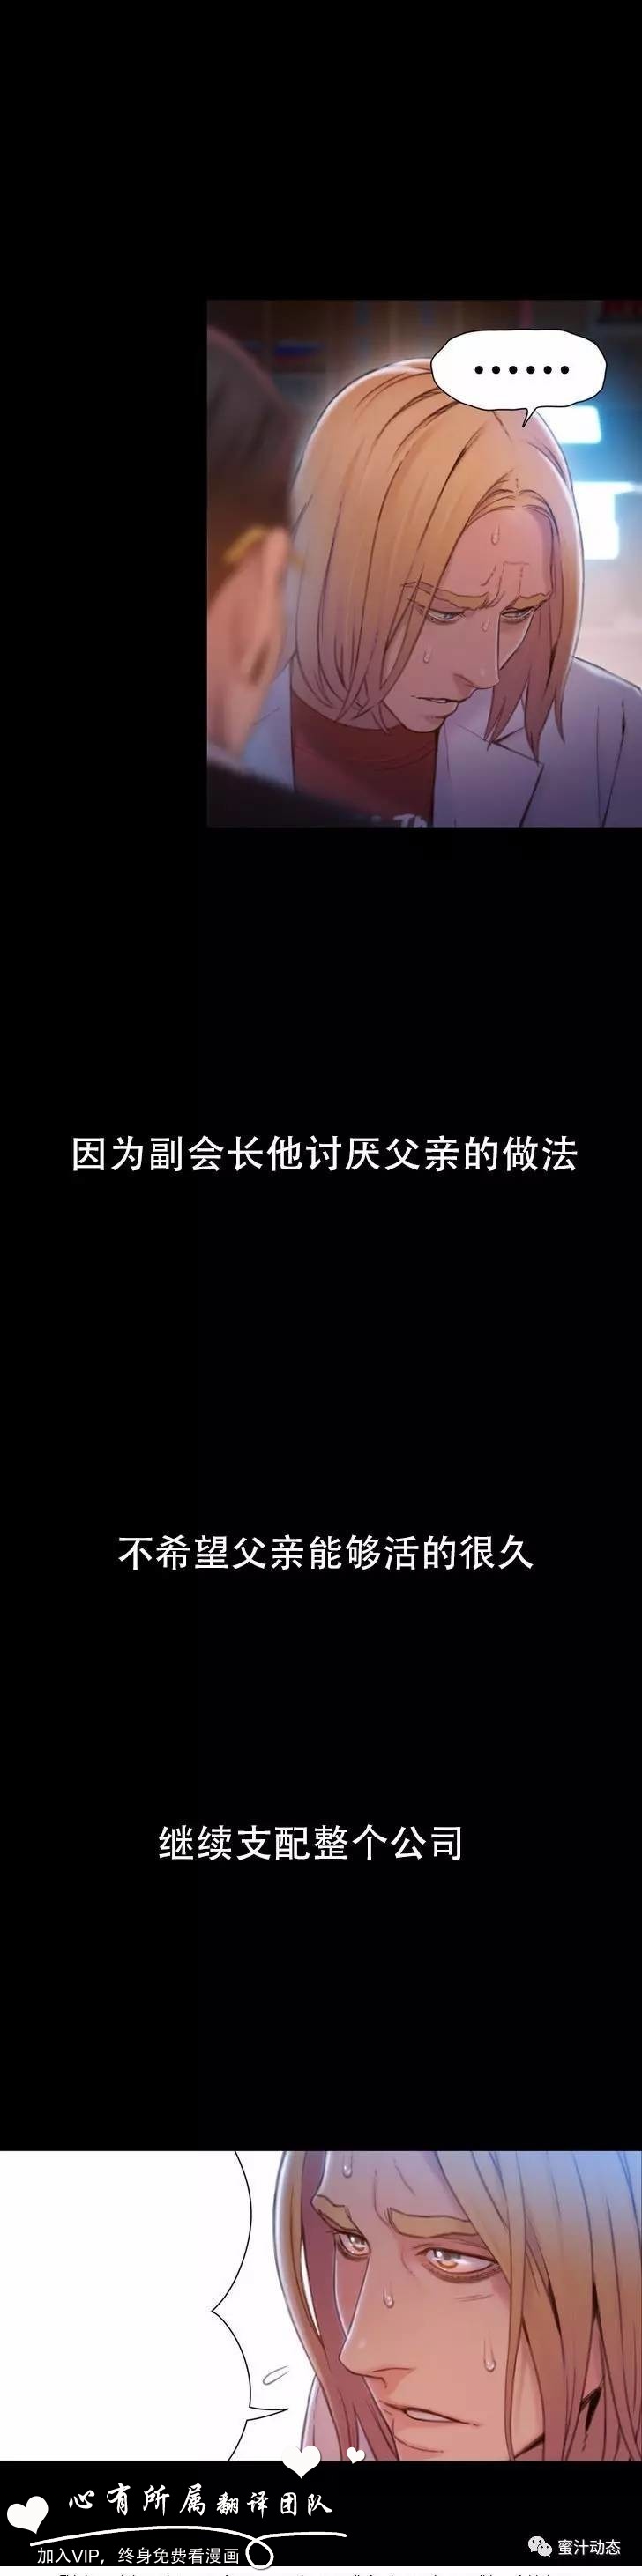 ••••••
Th
因为副会长他讨厌父亲的做法
不希望父亲能够活的很久
继续支配整个公司
心有所属翻译团队
加入VIP，终身免费看漫画
蜜汁动态